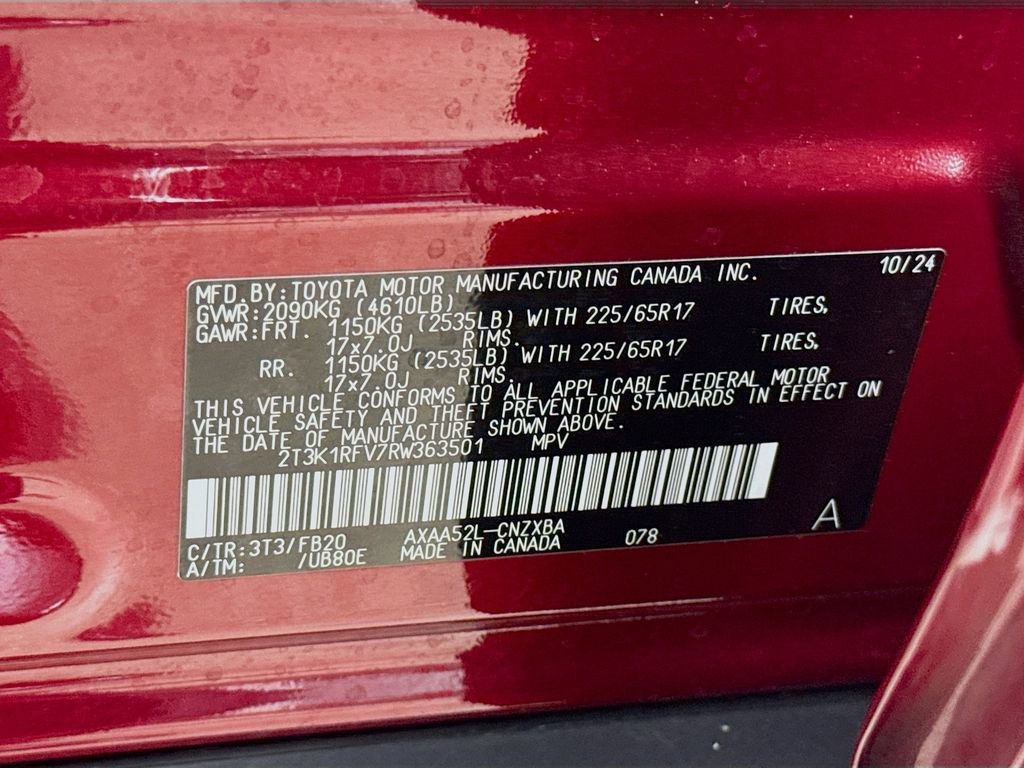 MFD.BY:TOYOTA MOTOR MANUFACTURING CANADA INC. 10/24
GVWR:2090KG (4610LB)
GAWR:FRT. 1150KG (2535LB) WITH 225/65R17 TIRES,
17x7.0J RIMS.
RR. 1150KG (2535LB) WITH 225/65R17 TIRES,
17x7.0J RIMS.
THIS VEHICLE CONFORMS TO ALL APPLICABLE FEDERAL MOTOR
VEHICLE SAFETY AND THEFT PREVENTION STANDARDS IN EFFECT ON
THE DATE OF MANUFACTURE SHOWN ABOVE.
2T3K1RFV7RW363501 MPV
C/TR:3T3/FB20 AXAA52L-CNZXBA 078 A
A/TM: /UB80E MADE IN CANADA